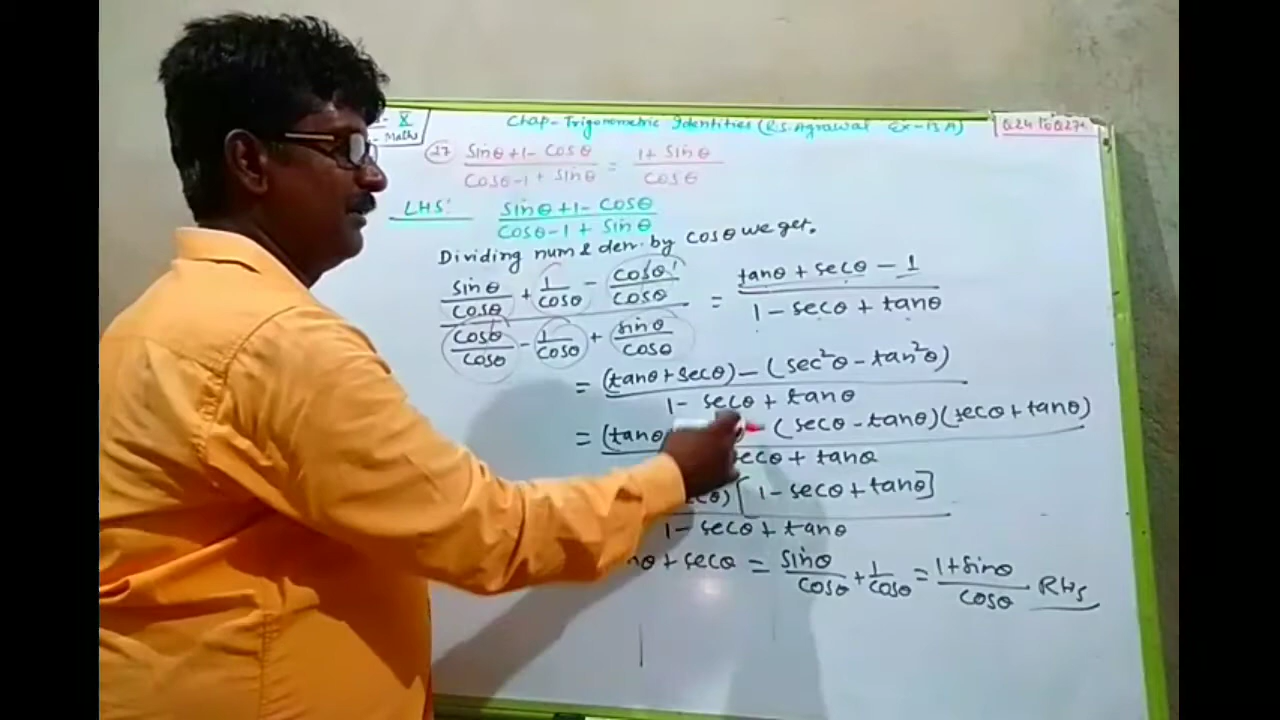 X Chap-Trigonometric Identities (R.S. Agrawal Ex-13A) Q.24 to Q.27
Maths
27 (sinθ+1-cosθ)/(cosθ-1+sinθ) = (1+sinθ)/cosθ
LHS: (sinθ+1-cosθ)/(cosθ-1+sinθ)
Dividing num & den. by cosθ we get.
(sinθ/cosθ + 1/cosθ - cosθ/cosθ)/(cosθ/cosθ - 1/cosθ + sinθ/cosθ) = (tanθ+secθ-1)/(1-secθ+tanθ)
= ((tanθ+secθ)-(sec²θ-tan²θ))/(1-secθ+tanθ)
= (tanθ - (secθ-tanθ)(secθ+tanθ)
secθ+tanθ
[1-secθ+tanθ]
1-secθ+tanθ
θ+secθ = sinθ/cosθ + 1/cosθ = (1+sinθ)/cosθ RHS